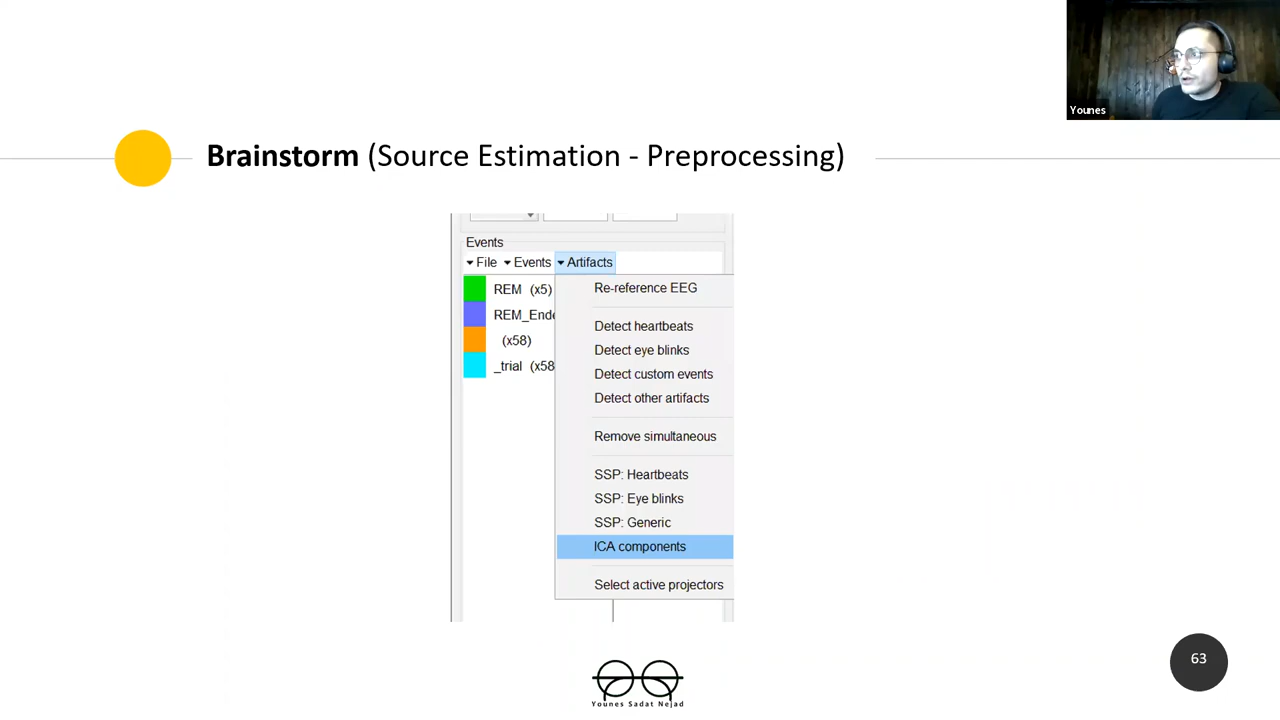 Younes
Brainstorm (Source Estimation - Preprocessing)
Events
File Events Artifacts
REM (x5)
REM_Ende
(x58)
_trial (x58
Re-reference EEG
Detect heartbeats
Detect eye blinks
Detect custom events
Detect other artifacts
Remove simultaneous
SSP: Heartbeats
SSP: Eye blinks
SSP: Generic
ICA components
Select active projectors
63
Younes Sadat Nejad